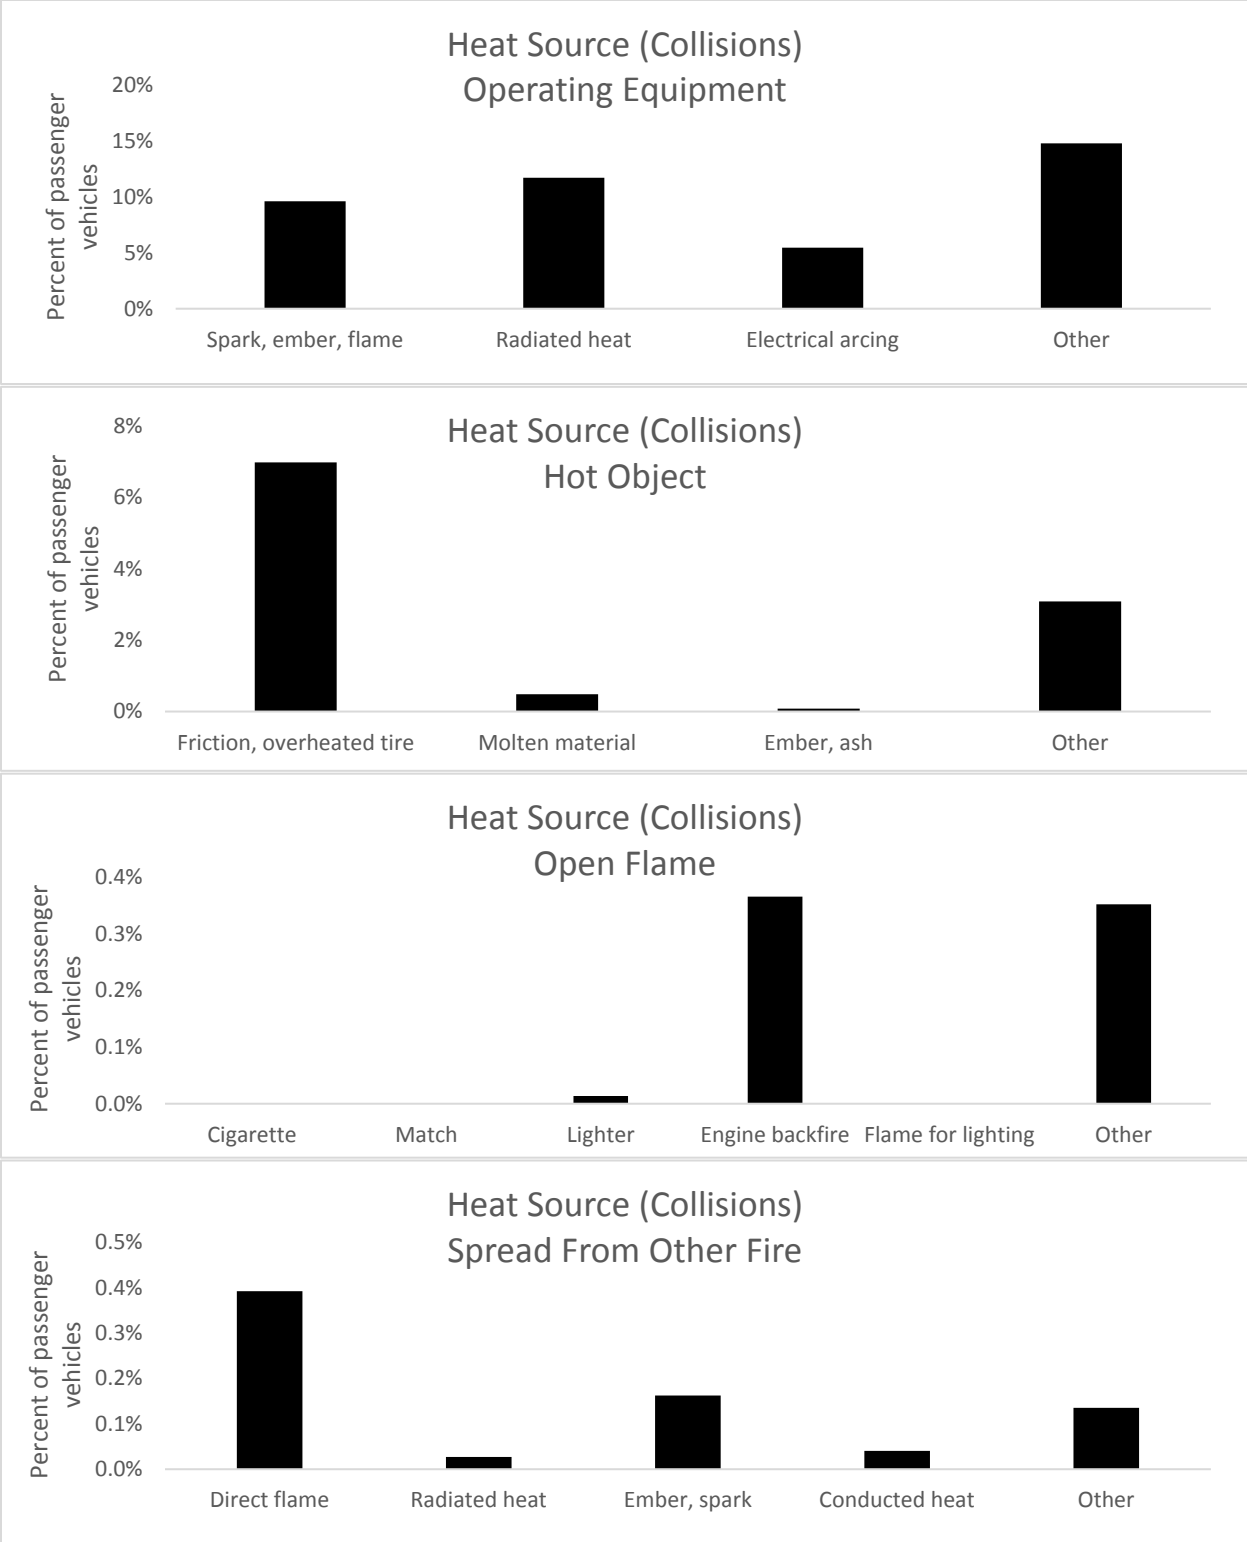 Heat Source (Collisions)
Operating Equipment
Percent of passenger
vehicles
20%
15%
10%
5%
0%
Spark, ember, flame
Radiated heat
Electrical arcing
Other
Heat Source (Collisions)
Hot Object
Percent of passenger
vehicles
8%
6%
4%
2%
0%
Friction, overheated tire
Molten material
Ember, ash
Other
Heat Source (Collisions)
Open Flame
Percent of passenger
vehicles
0.4%
0.3%
0.2%
0.1%
0.0%
Cigarette
Match
Lighter
Engine backfire
Flame for lighting
Other
Heat Source (Collisions)
Spread From Other Fire
Percent of passenger
vehicles
0.5%
0.4%
0.3%
0.2%
0.1%
0.0%
Direct flame
Radiated heat
Ember, spark
Conducted heat
Other